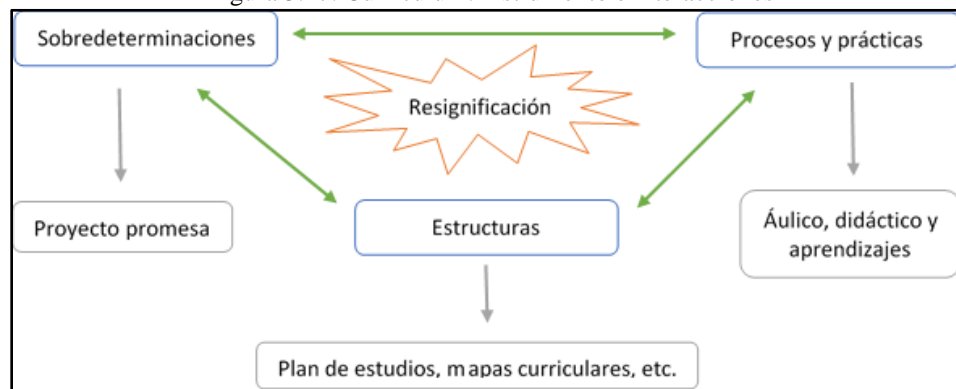 Sobredeterminaciones
Procesos y prácticas
Resignificación
Proyecto promesa
Estructuras
Áulico, didáctico y
aprendizajes
Plan de estudios, mapas curriculares, etc.